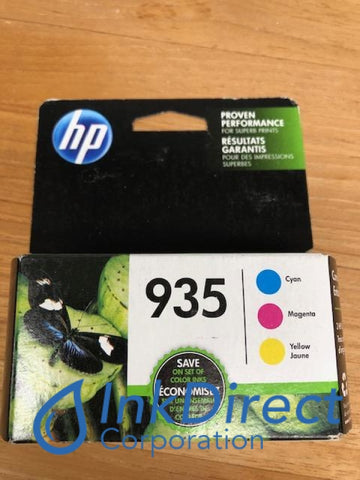 hp
PROVEN
PERFORMANCE
FOR SUPERB PRINTS
RÉSULTATS
GARANTIS
POUR DES IMPRESSIONS
SUPERBES
935
Cyan
Magenta
Yellow
Jaune
SAVE
ON SET OF
COLOR INKS
ÉCONOMISEZ
Ink Direct
Corporation